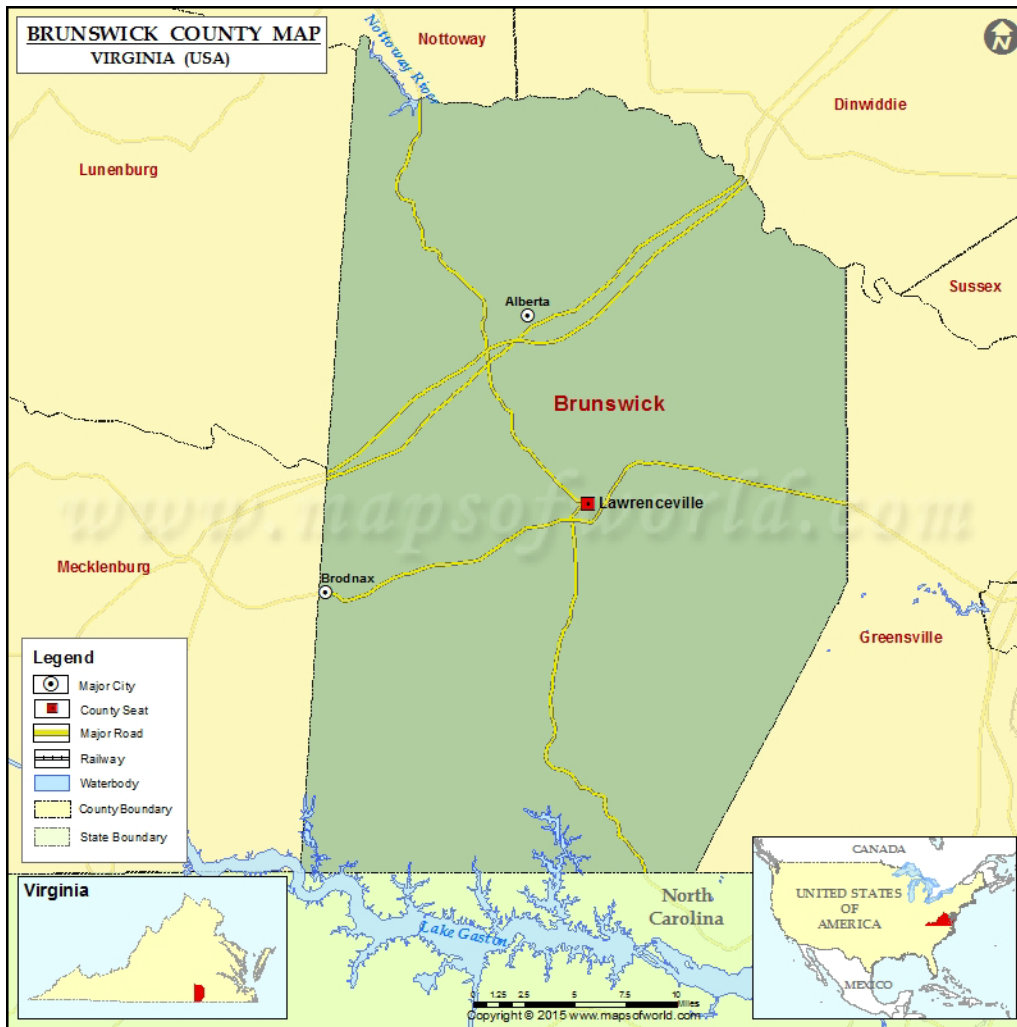 BRUNSWICK COUNTY MAP
VIRGINIA (USA)
Nottoway
Nottoway River
N
Dinwiddie
Lunenburg
Sussex
Alberta
Brunswick
www.mapsofworld.com
Lawrenceville
Mecklenburg
Brodnax
Greensville
Legend
Major City
County Seat
Major Road
Railway
Waterbody
County Boundary
State Boundary
Virginia
North
Carolina
Lake Gaston
CANADA
UNITED STATES
OF
AMERICA
MEXICO
0 1.25 2.5 5 7.5 10
Miles
Copyright © 2015 www.mapsofworld.com